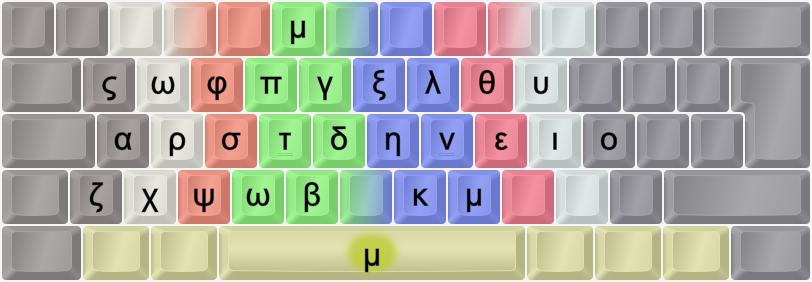 μ
ς ω φ π γ ξ λ θ υ
α ρ σ τ δ η ν ε ι ο
ζ χ ψ ω β κ μ
μ